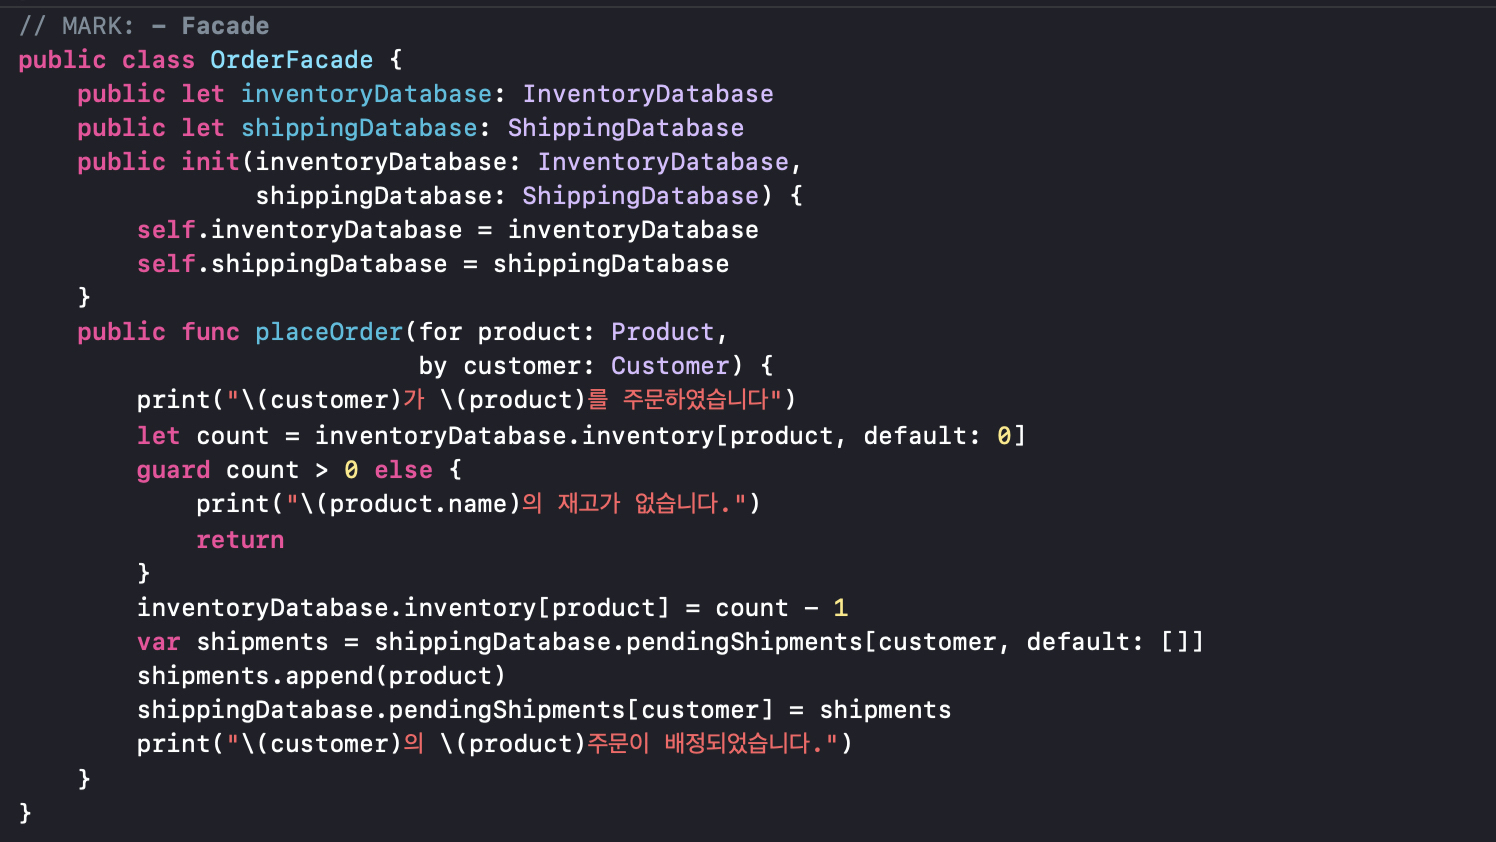 // MARK: - Facade
public class OrderFacade {
    public let inventoryDatabase: InventoryDatabase
    public let shippingDatabase: ShippingDatabase
    public init(inventoryDatabase: InventoryDatabase,
                shippingDatabase: ShippingDatabase) {
        self.inventoryDatabase = inventoryDatabase
        self.shippingDatabase = shippingDatabase
    }
    public func placeOrder(for product: Product,
                           by customer: Customer) {
        print("\(customer)가 \(product)를 주문하였습니다")
        let count = inventoryDatabase.inventory[product, default: 0]
        guard count > 0 else {
            print("\(product.name)의 재고가 없습니다.")
            return
        }
        inventoryDatabase.inventory[product] = count - 1
        var shipments = shippingDatabase.pendingShipments[customer, default: []]
        shipments.append(product)
        shippingDatabase.pendingShipments[customer] = shipments
        print("\(customer)의 \(product)주문이 배정되었습니다.")
    }
}